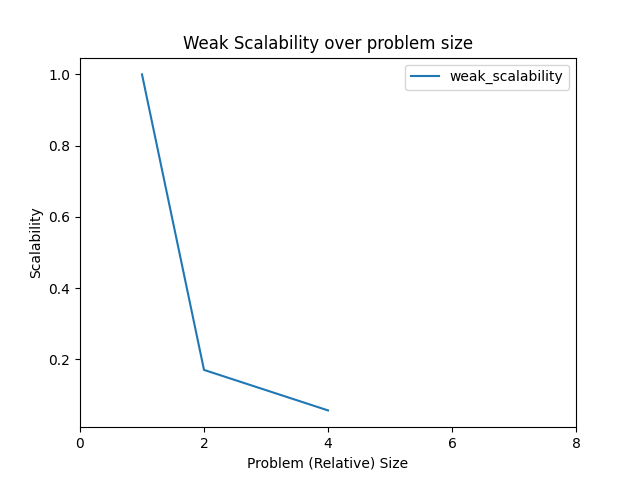 Weak Scalability over problem size
weak_scalability
Scalability
1.0
0.8
0.6
0.4
0.2
0
2
4
6
8
Problem (Relative) Size